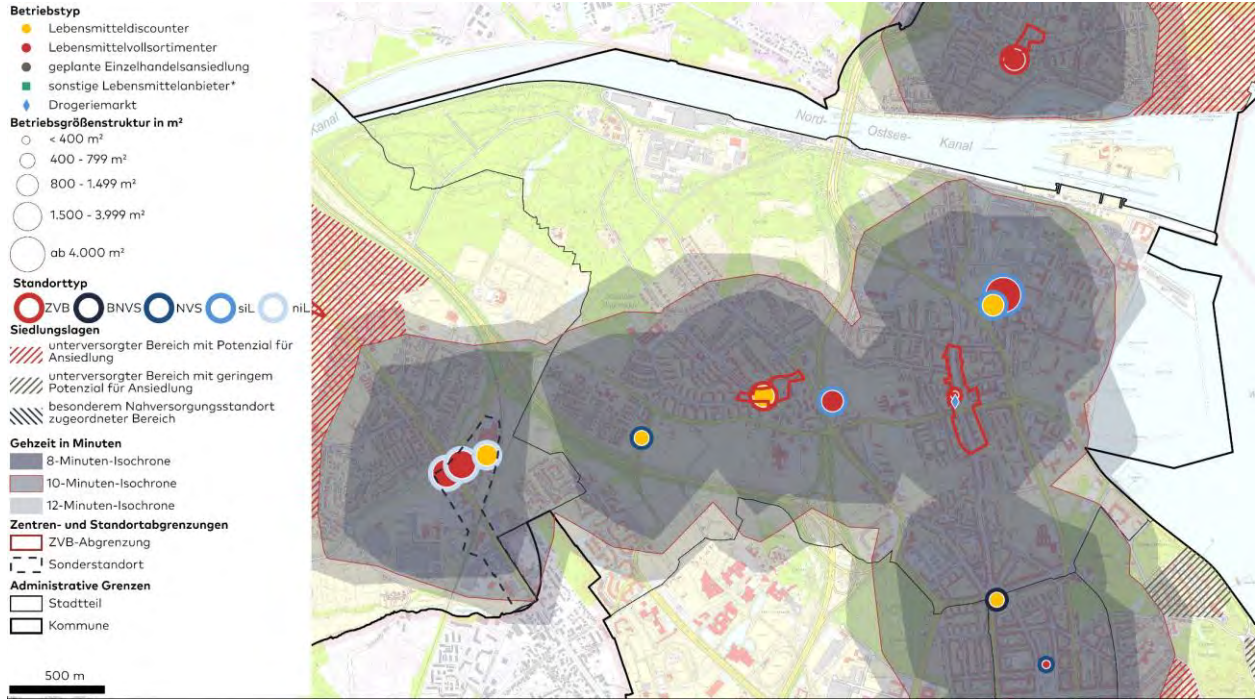 Betriebstyp
Lebensmitteldiscounter
Lebensmittelvollsortimenter
geplante Einzelhandelsansiedlung
sonstige Lebensmittelanbieter*
Drogeriemarkt
Betriebsgrößenstruktur in m²
< 400 m²
400 - 799 m²
800 - 1.499 m²
1.500 - 3.999 m²
ab 4.000 m²
Standorttyp
ZVB BNVS NVS siL niL
Siedlungslagen
unterversorgter Bereich mit Potenzial für
Ansiedlung
unterversorgter Bereich mit geringem
Potenzial für Ansiedlung
besonderem Nahversorgungsstandort
zugeordneter Bereich
Gehzeit in Minuten
8-Minuten-Isochrone
10-Minuten-Isochrone
12-Minuten-Isochrone
Zentren- und Standortabgrenzungen
ZVB-Abgrenzung
Sonderstandort
Administrative Grenzen
Stadtteil
Kommune
500 m
Kanal
Nord-
Ostsee-
Kanal